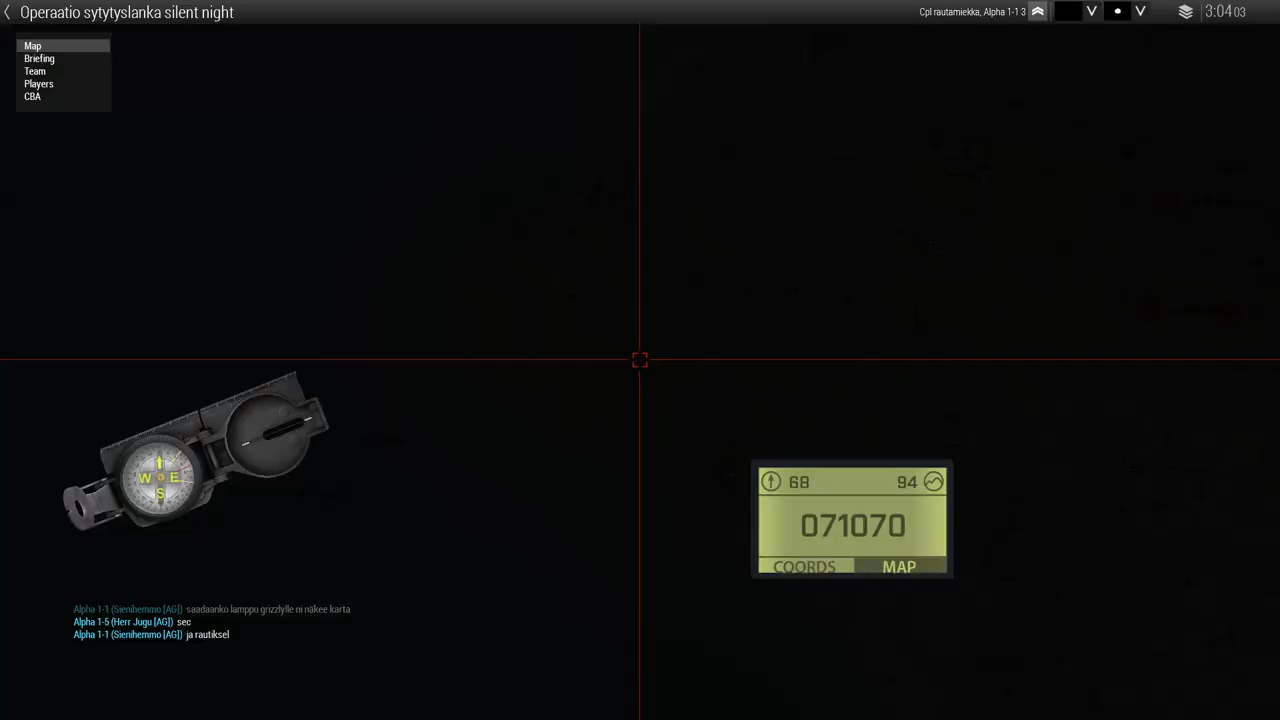 Operaatio sytytyslanka silent night
Cpl rautamiekka, Alpha 1-1 3
3:04 03
Map
Briefing
Team
Players
CBA
W E
S
68 94
071070
COORDS MAP
Alpha 1-1 (Sienihemmo [AG]) saadaanko lamppu grizzlylle ni näkee karta
Alpha 1-5 (Herr Jugu [AG]) sec
Alpha 1-1 (Sienihemmo [AG]) ja rautiksel